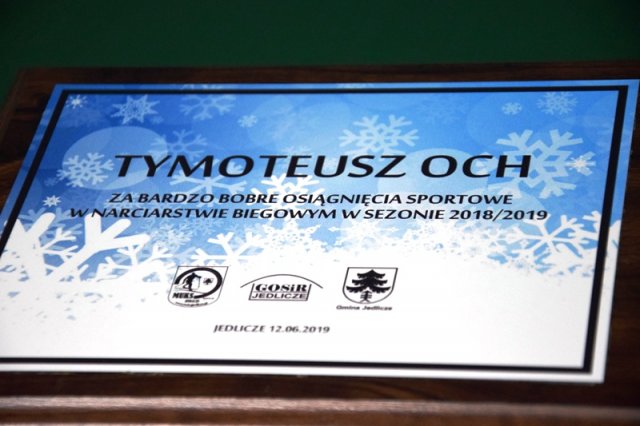 TYMOTEUSZ OCH
ZA BARDZO BOBRE OSIĄGNIĘCIA SPORTOWE
W NARCIARSTWIE BIEGOWYM W SEZONIE 2018/2019
MUKS
GOSiR
JEDLICZE
Gmina Jedlicze
JEDLICZE 12.06.2019